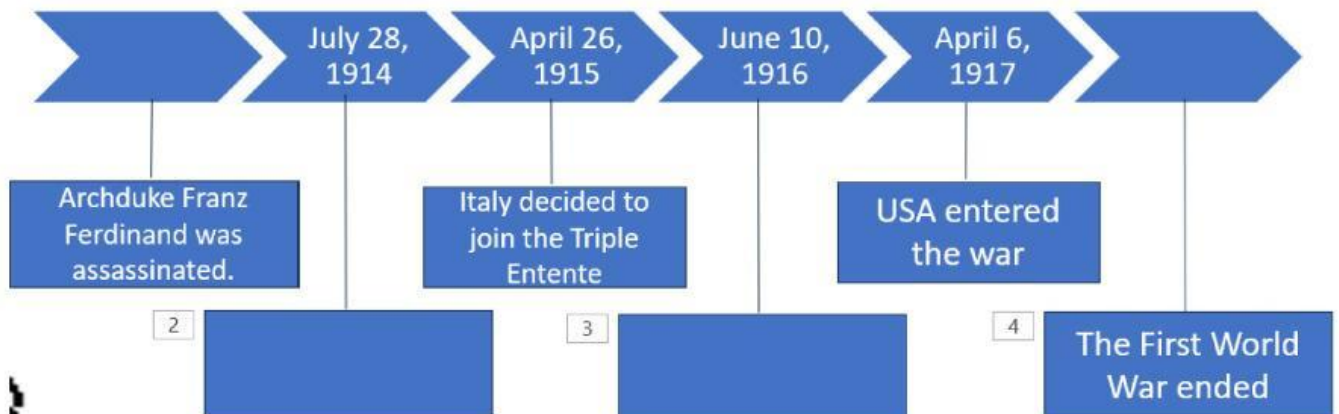 July 28,
1914
April 26,
1915
June 10,
1916
April 6,
1917
Archduke Franz
Ferdinand was
assassinated.
Italy decided to
join the Triple
Entente
USA entered
the war
2
3
4
The First World
War ended